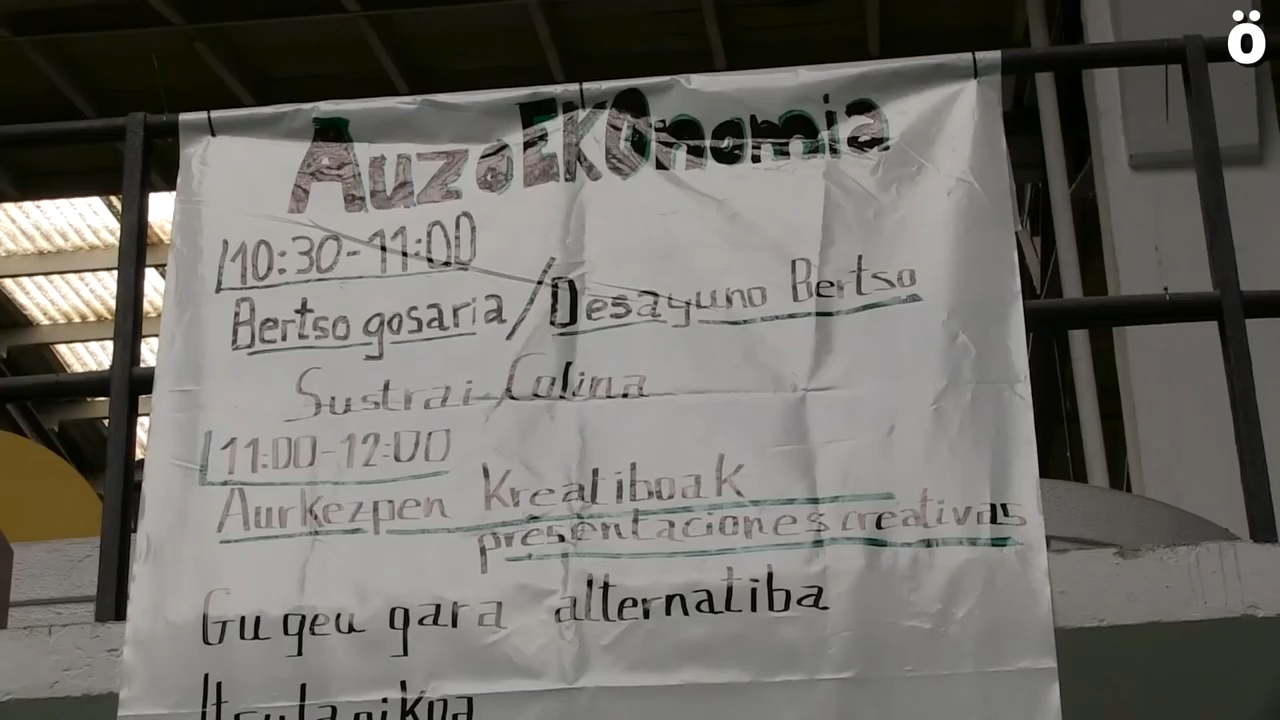 AuzoEKOnomia
10:30-11:00
Bertso gosaria/Desayuno Bertso
Sustrai Colina
11:00-12:00
Aurkezpen Kreatiboak
presentaciones creativas
Gu geu gara alternatiba
ö